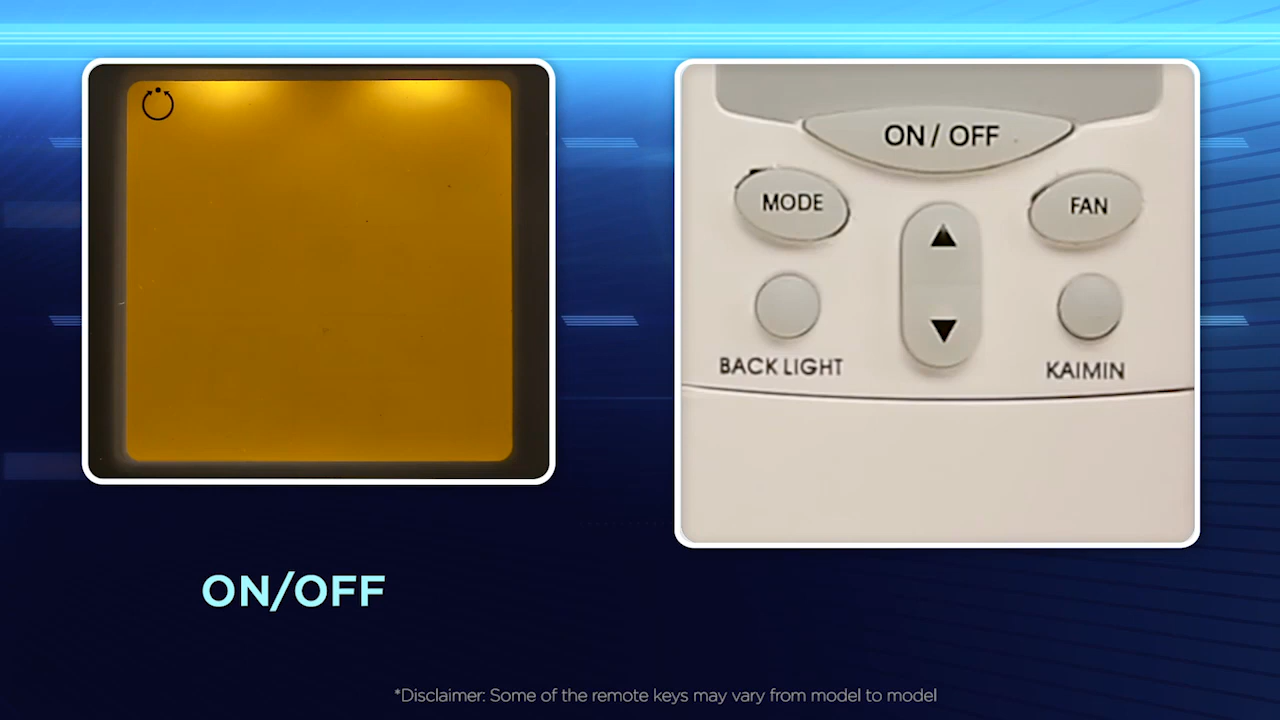 ON / OFF
MODE
FAN
▲
▼
BACK LIGHT
KAIMIN
ON/OFF
*Disclaimer: Some of the remote keys may vary from model to model